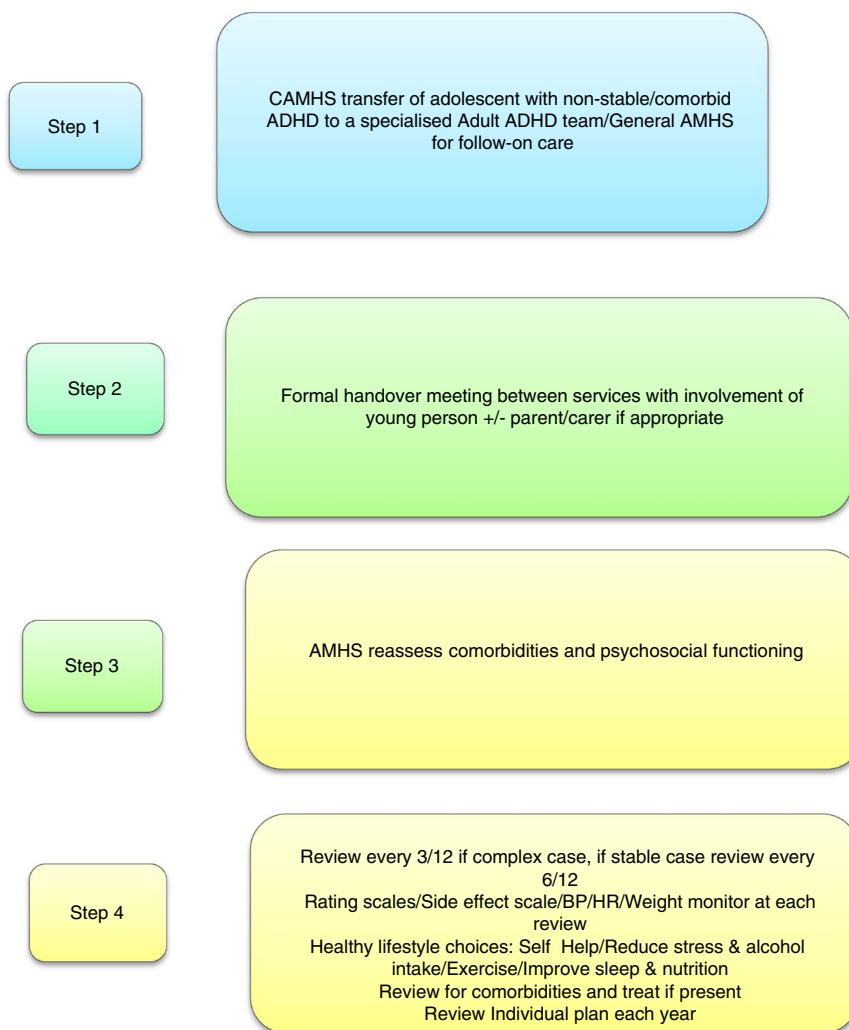 Step 1
CAMHS transfer of adolescent with non-stable/comorbid
ADHD to a specialised Adult ADHD team/General AMHS
for follow-on care
Step 2
Formal handover meeting between services with involvement of
young person +/- parent/carer if appropriate
Step 3
AMHS reassess comorbidities and psychosocial functioning
Step 4
Review every 3/12 if complex case, if stable case review every
6/12
Rating scales/Side effect scale/BP/HR/Weight monitor at each
review
Healthy lifestyle choices: Self Help/Reduce stress & alcohol
intake/Exercise/Improve sleep & nutrition
Review for comorbidities and treat if present
Review Individual plan each year